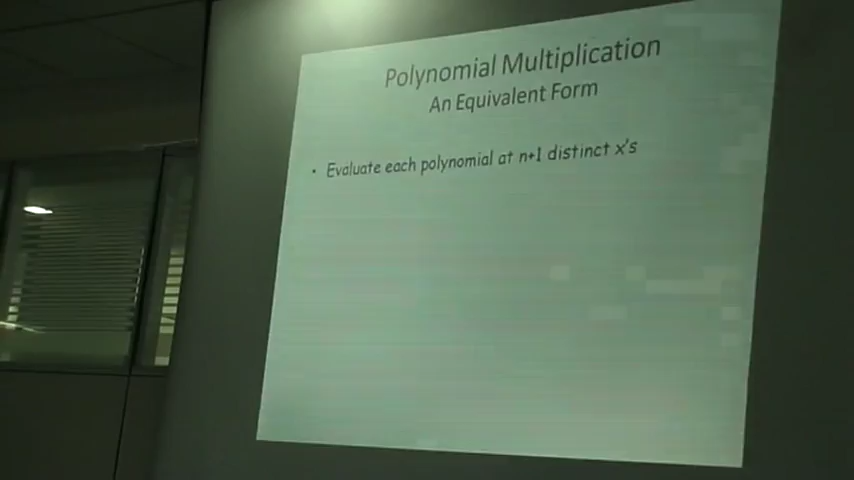 Polynomial Multiplication
An Equivalent Form
• Evaluate each polynomial at n+1 distinct x's